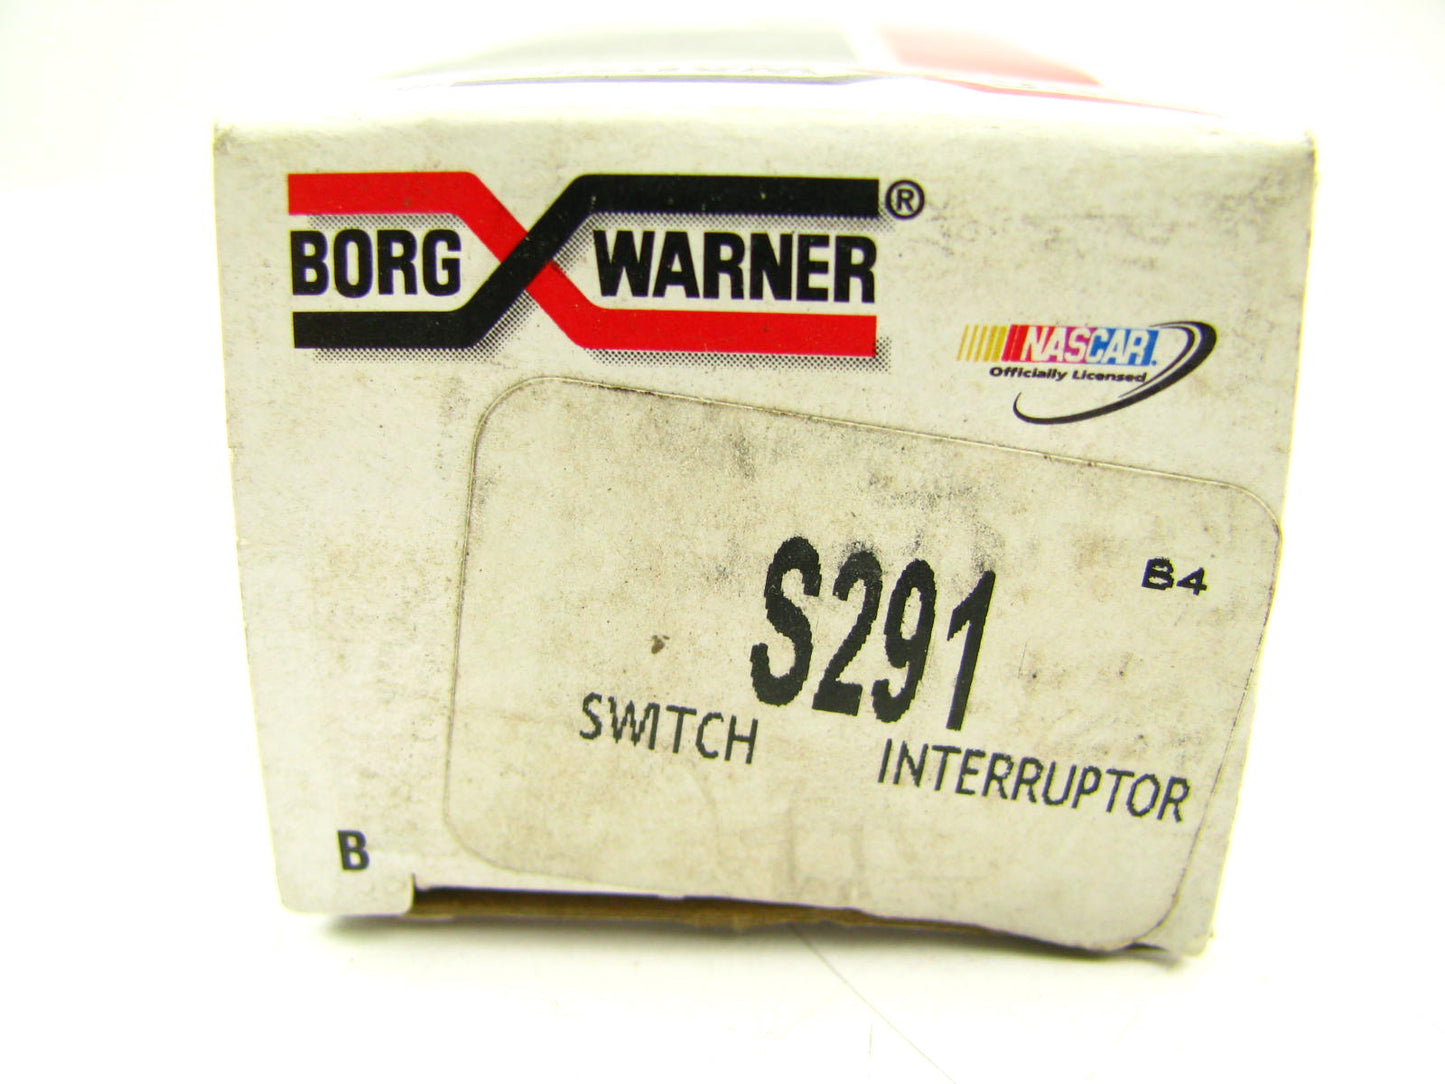 BORG WARNER®
NASCAR.
Officially Licensed
B4
S291
SWITCH INTERRUPTOR
B